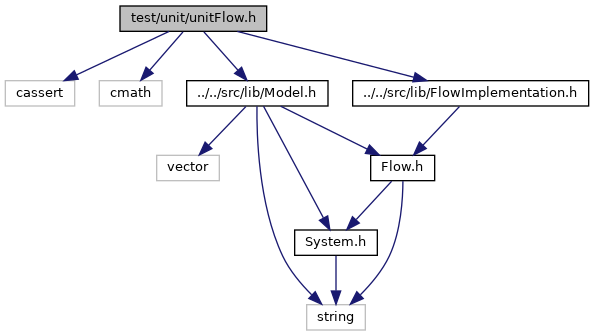 test/unit/unitFlow.h
cassert
cmath
../../src/lib/Model.h
../../src/lib/FlowImplementation.h
vector
Flow.h
System.h
string